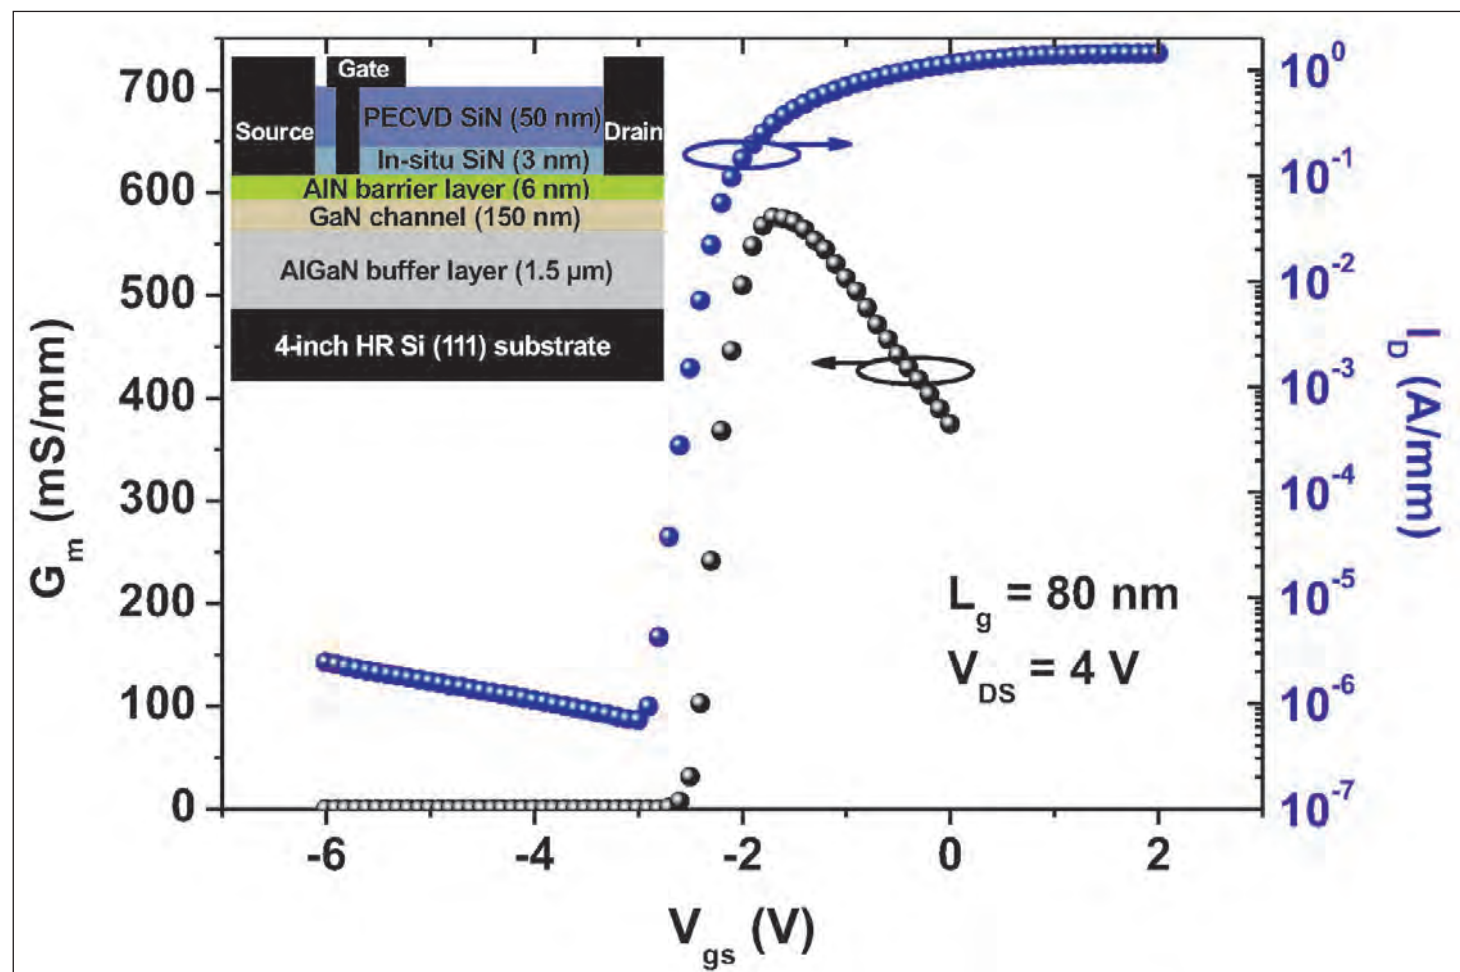 700
600
500
400
300
200
100
0
G_m (mS/mm)
Gate
PECVD SiN (50 nm)
Source
Drain
In-situ SiN (3 nm)
AlN barrier layer (6 nm)
GaN channel (150 nm)
AlGaN buffer layer (1.5 µm)
4-inch HR Si (111) substrate
L_g = 80 nm
V_DS = 4 V
10^0
10^-1
10^-2
10^-3
10^-4
10^-5
10^-6
10^-7
I_D (A/mm)
-6 -4 -2 0 2
V_gs (V)